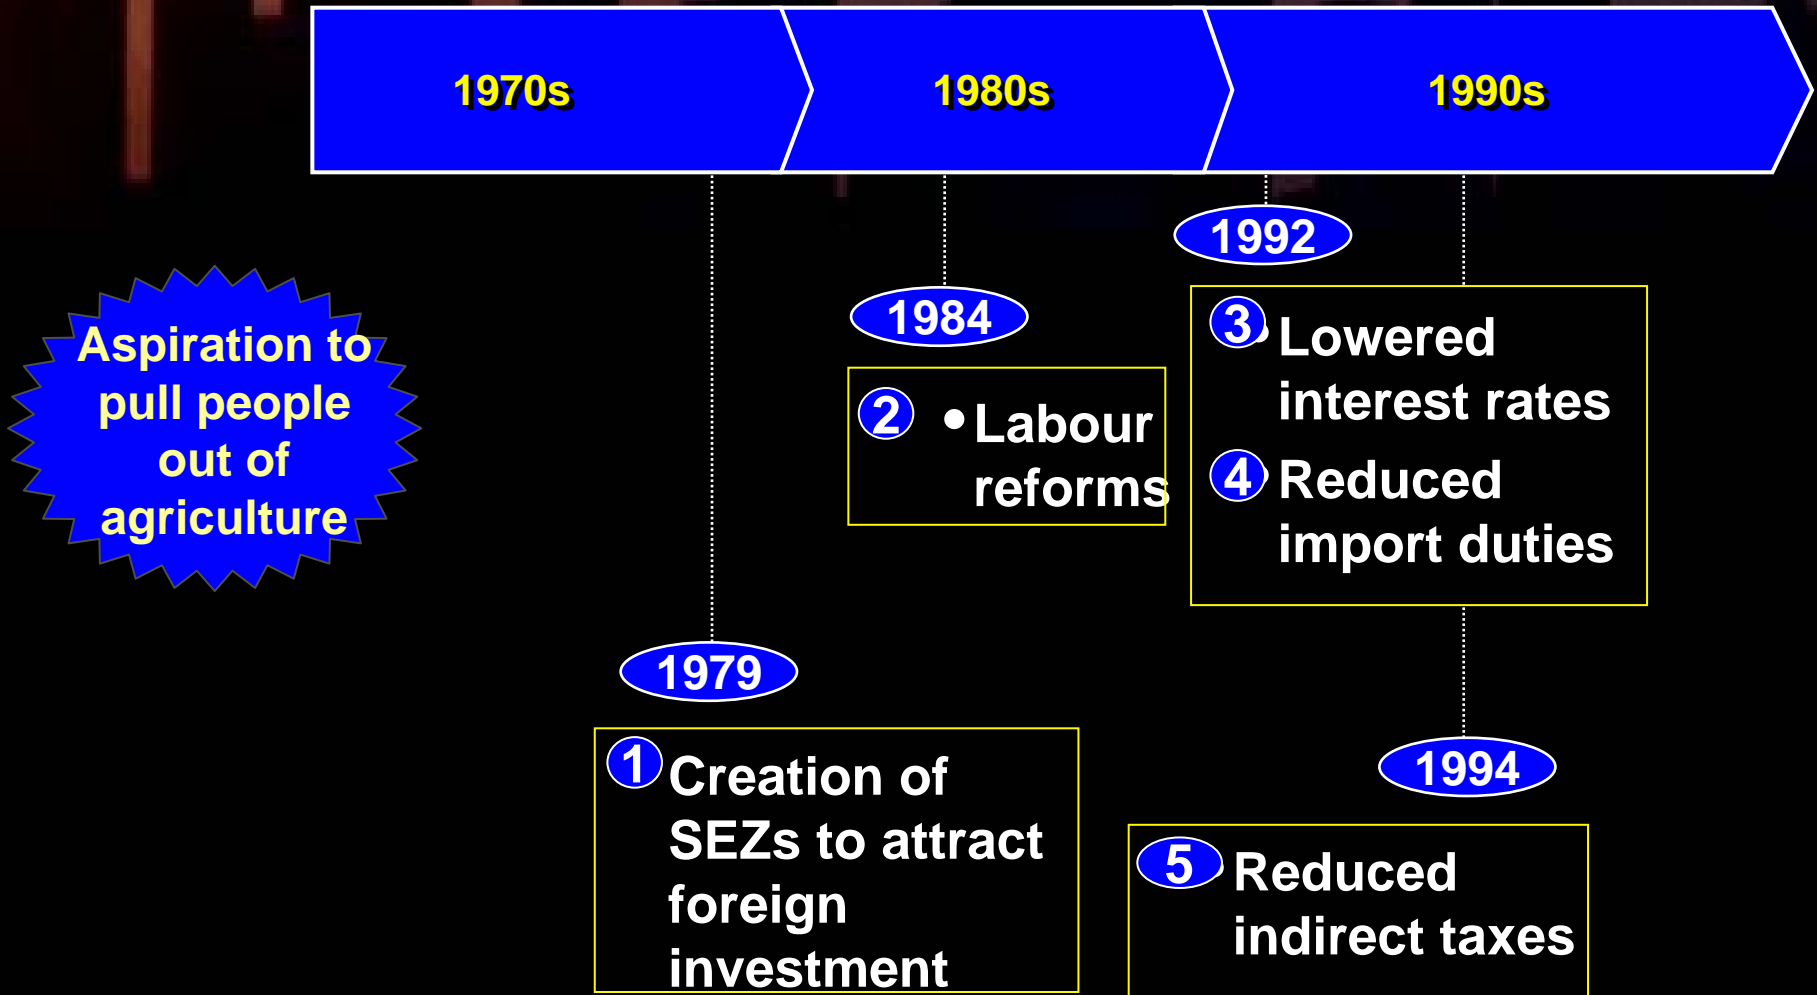 1970s
1980s
1990s
Aspiration to
pull people
out of
agriculture
1979
1
Creation of
SEZs to attract
foreign
investment
1984
2
• Labour
reforms
1992
3
• Lowered
interest rates
4
• Reduced
import duties
1994
5
• Reduced
indirect taxes